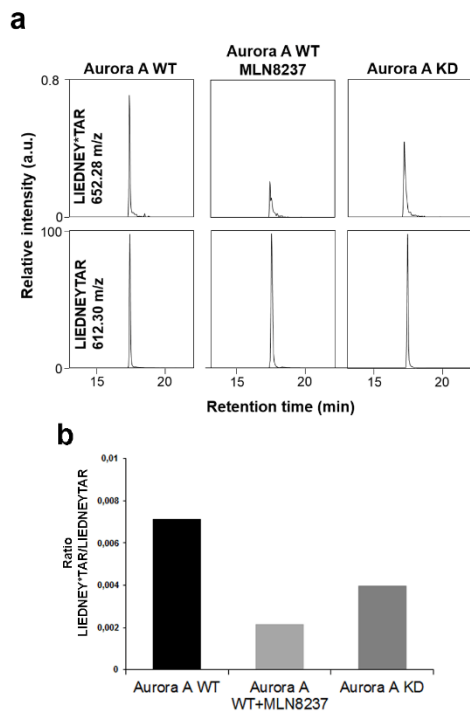 a
Aurora A WT
Aurora A WT
MLN8237
Aurora A KD
Relative intensity (a.u.)
0.8
0
LIEDNEY*TAR
652.28 m/z
100
0
LIEDNEYTAR
612.30 m/z
15 20 15 20 15 20
Retention time (min)
b
Ratio
LIEDNEY*TAR/LIEDNEYTAR
0,01
0,008
0,006
0,004
0,002
0
Aurora A WT
Aurora A
WT+MLN8237
Aurora A KD